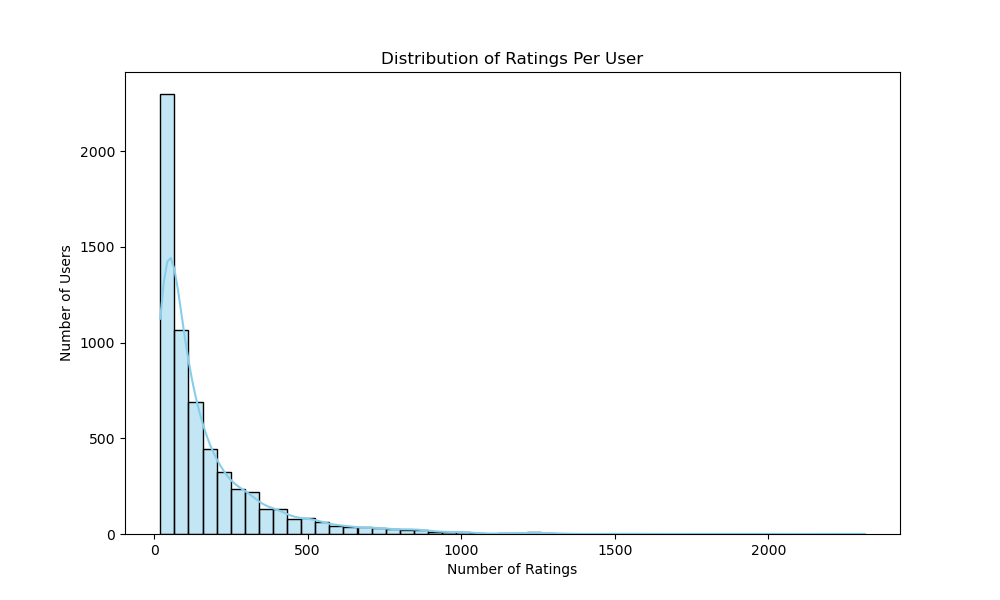 Distribution of Ratings Per User
Number of Users
2000
1500
1000
500
0
0 500 1000 1500 2000
Number of Ratings